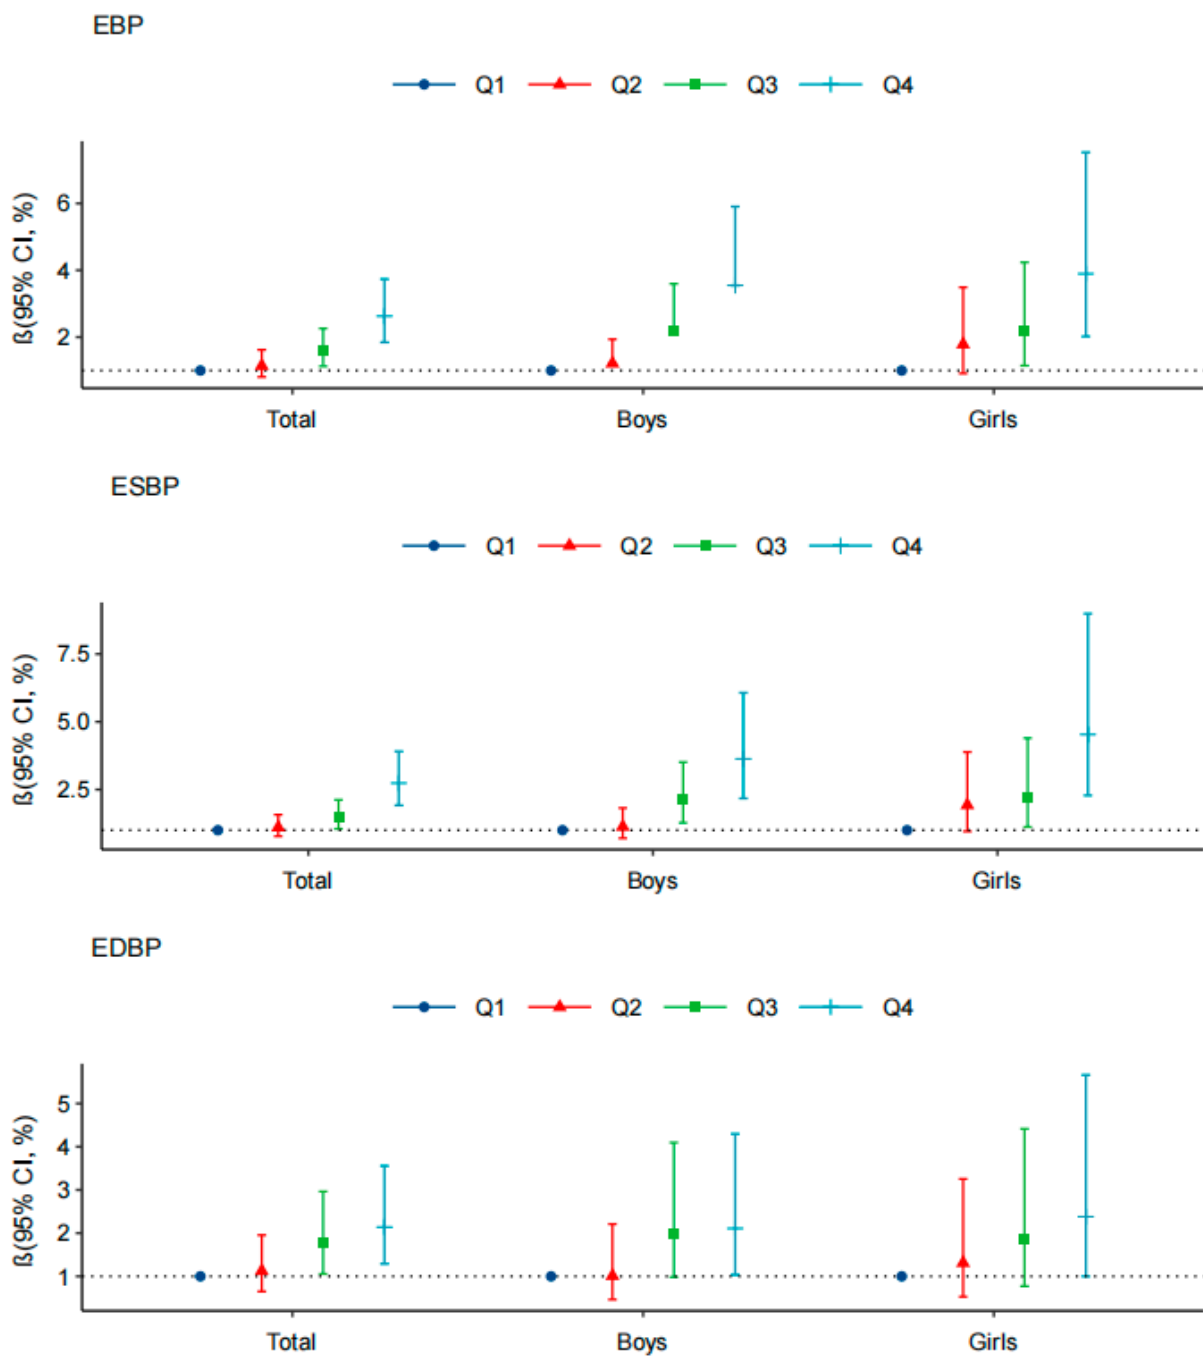 EBP
Q1 Q2 Q3 Q4
ß(95% CI, %)
6
4
2
Total Boys Girls
ESBP
Q1 Q2 Q3 Q4
ß(95% CI, %)
7.5
5.0
2.5
Total Boys Girls
EDBP
Q1 Q2 Q3 Q4
ß(95% CI, %)
5
4
3
2
1
Total Boys Girls